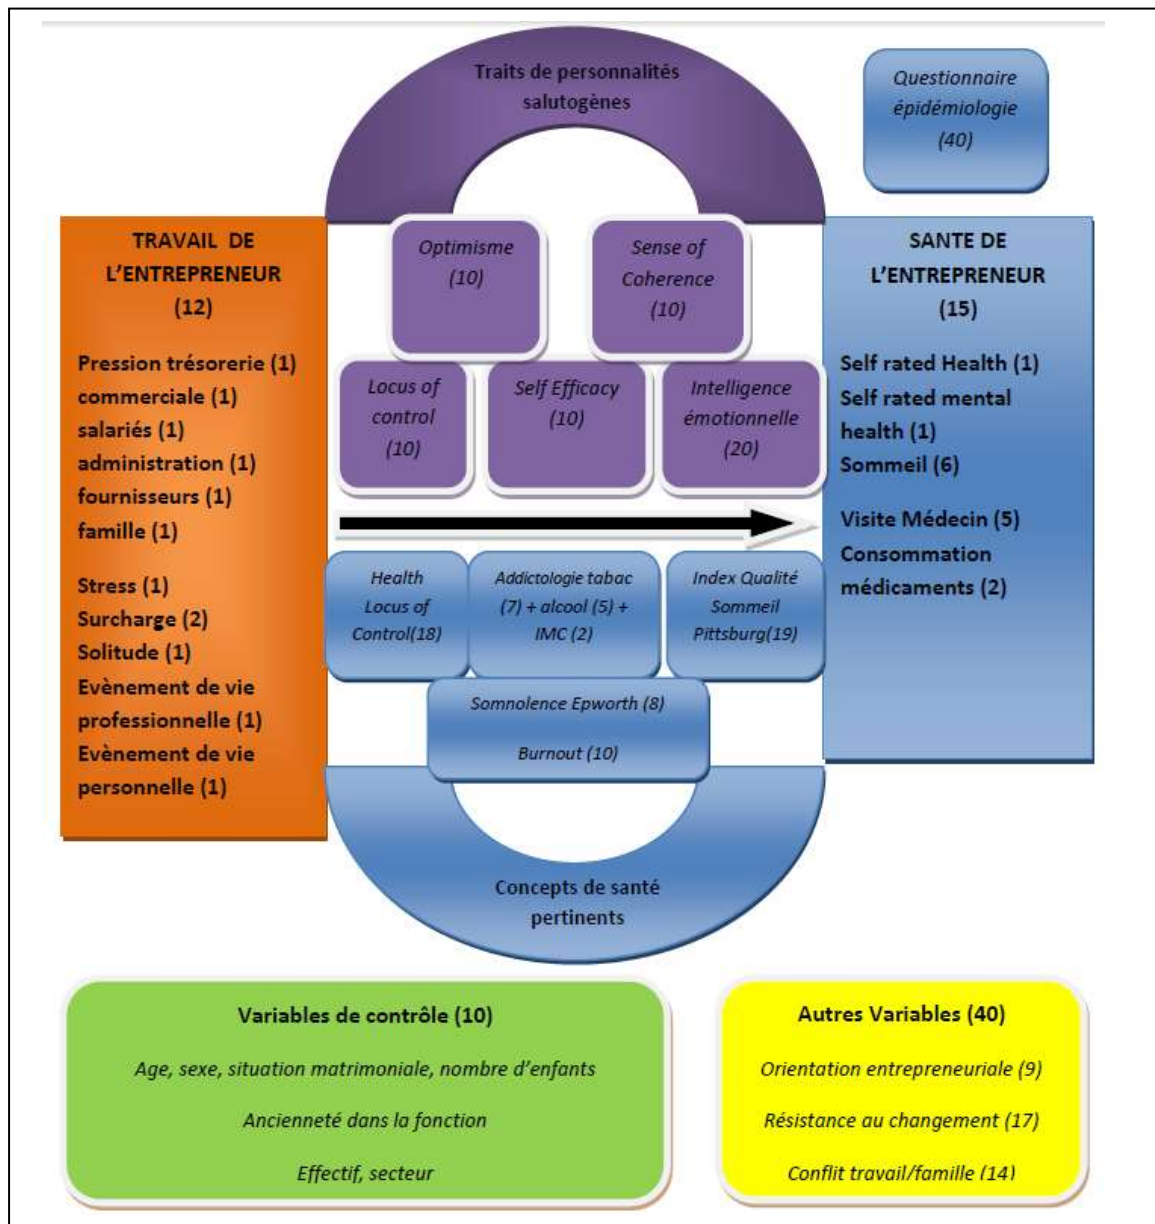 Traits de personnalités
salutogènes
Questionnaire
épidémiologie
(40)
TRAVAIL DE
L'ENTREPRENEUR
(12)
Pression trésorerie (1)
commerciale (1)
salariés (1)
administration (1)
fournisseurs (1)
famille (1)
Stress (1)
Surcharge (2)
Solitude (1)
Evènement de vie
professionnelle (1)
Evènement de vie
personnelle (1)
Optimisme
(10)
Sense of
Coherence
(10)
Locus of
control
(10)
Self Efficacy
(10)
Intelligence
émotionnelle
(20)
Health
Locus of
Control(18)
Addictologie tabac
(7) + alcool (5) +
IMC (2)
Index Qualité
Sommeil
Pittsburg(19)
Somnolence Epworth (8)
Burnout (10)
Concepts de santé
pertinents
SANTE DE
L'ENTREPRENEUR
(15)
Self rated Health (1)
Self rated mental
health (1)
Sommeil (6)
Visite Médecin (5)
Consommation
médicaments (2)
Variables de contrôle (10)
Age, sexe, situation matrimoniale, nombre d'enfants
Ancienneté dans la fonction
Effectif, secteur
Autres Variables (40)
Orientation entrepreneuriale (9)
Résistance au changement (17)
Conflit travail/famille (14)